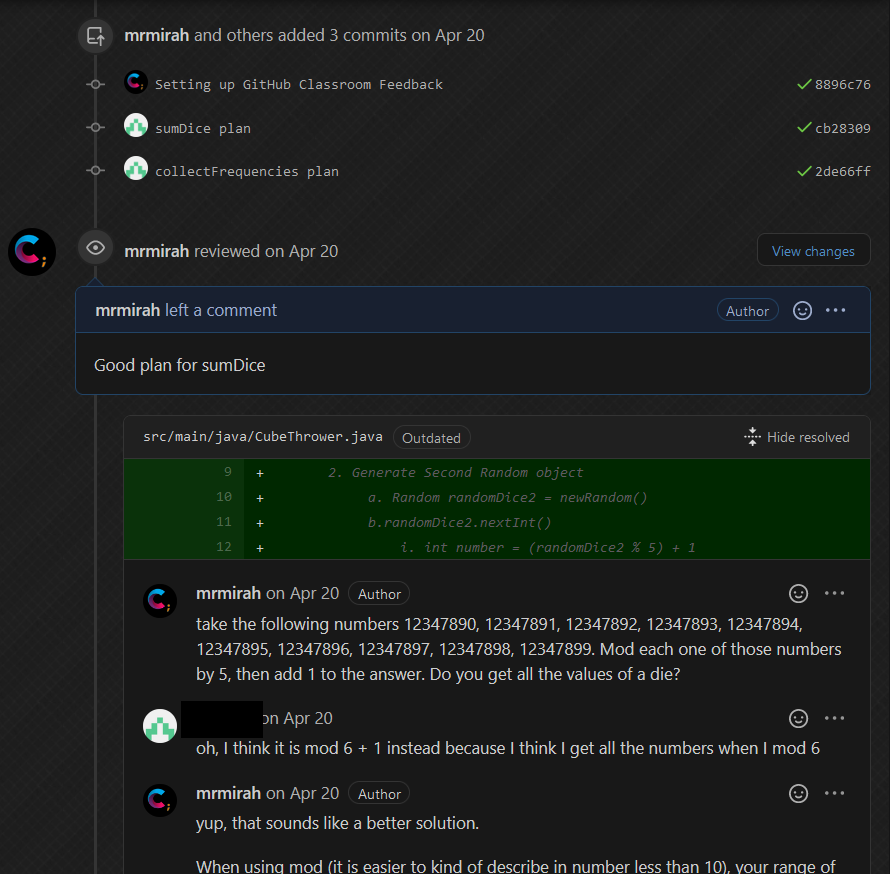 mrmirah and others added 3 commits on Apr 20
Setting up GitHub Classroom Feedback 8896c76
sumDice plan cb28309
collectFrequencies plan 2de66ff
mrmirah reviewed on Apr 20 View changes
mrmirah left a comment Author
Good plan for sumDice
src/main/java/CubeThrower.java Outdated Hide resolved
9 + 2. Generate Second Random object
10 + a. Random randomDice2 = newRandom()
11 + b.randomDice2.nextInt()
12 + i. int number = (randomDice2 % 5) + 1
mrmirah on Apr 20 Author
take the following numbers 12347890, 12347891, 12347892, 12347893, 12347894,
12347895, 12347896, 12347897, 12347898, 12347899. Mod each one of those numbers
by 5, then add 1 to the answer. Do you get all the values of a die?
on Apr 20
oh, I think it is mod 6 + 1 instead because I think I get all the numbers when I mod 6
mrmirah on Apr 20 Author
yup, that sounds like a better solution.
When using mod (it is easier to kind of describe in number less than 10), your range of